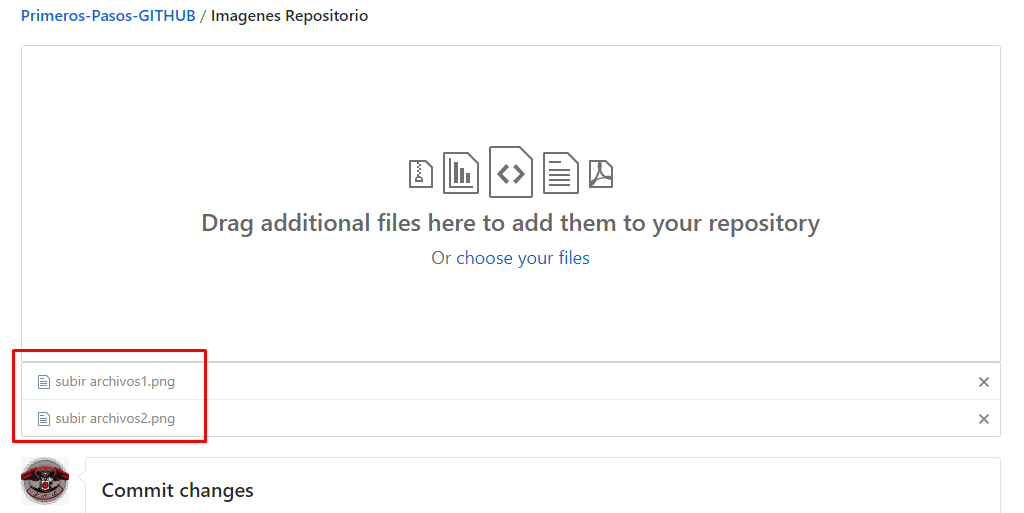 Primeros-Pasos-GITHUB / Imagenes Repositorio
Drag additional files here to add them to your repository
Or choose your files
subir archivos1.png
subir archivos2.png
Commit changes